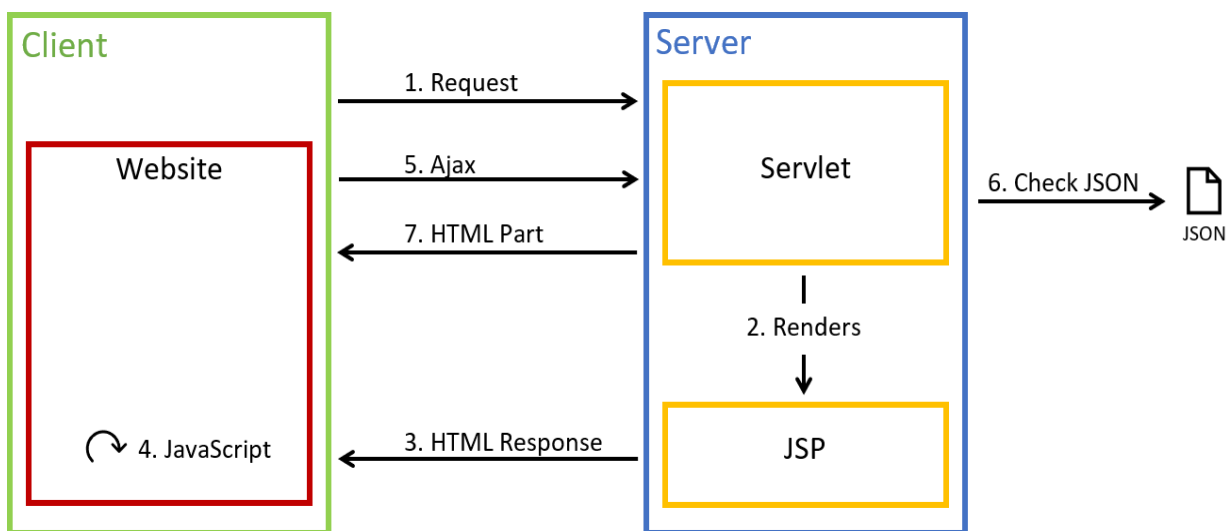 Client
Server
1. Request
Website
5. Ajax
Servlet
6. Check JSON
7. HTML Part
JSON
2. Renders
3. HTML Response
JSP
4. JavaScript